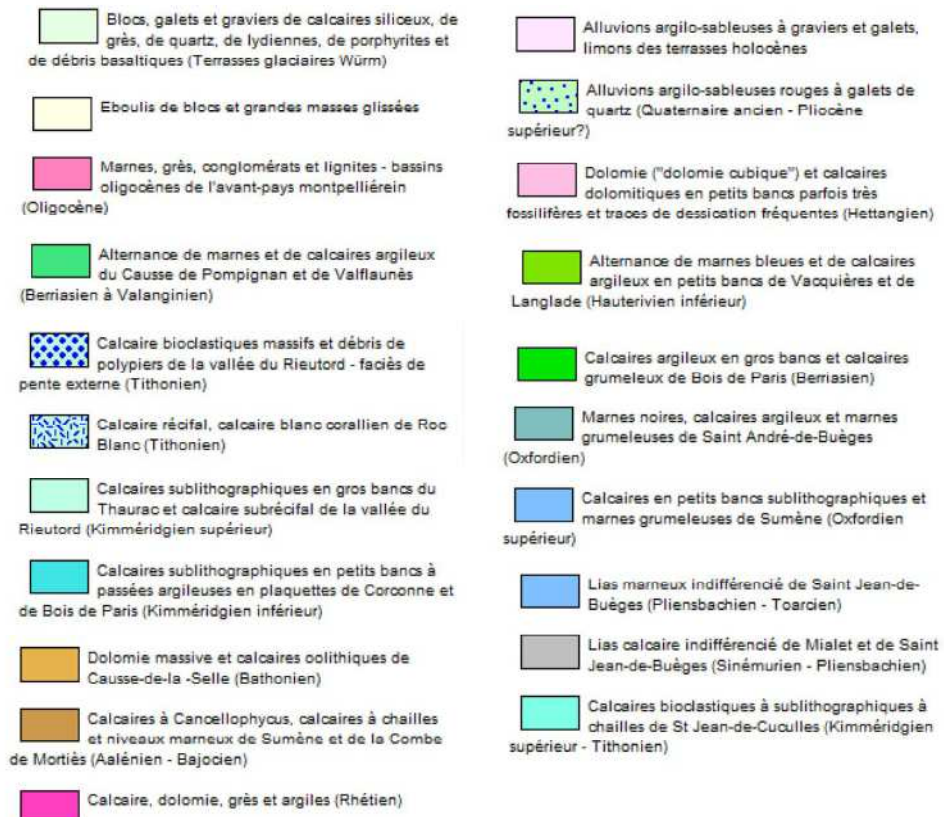 Blocs, galets et graviers de calcaires siliceux, de
grès, de quartz, de lydiennes, de porphyrites et
de débris basaltiques (Terrasses glaciaires Würm)
Eboulis de blocs et grandes masses glissées
Marnes, grès, conglomérats et lignites - bassins
oligocènes de l'avant-pays montpelliérein
(Oligocène)
Alternance de marnes et de calcaires argileux
du Causse de Pompignan et de Valflaunès
(Berriasien à Valanginien)
Calcaire bioclastiques massifs et débris de
polypiers de la vallée du Rieutord - faciès de
pente externe (Tithonien)
Calcaire récifal, calcaire blanc corallien de Roc
Blanc (Tithonien)
Calcaires sublithographiques en gros bancs du
Thaurac et calcaire subrécifal de la vallée du
Rieutord (Kimméridgien supérieur)
Calcaires sublithographiques en petits bancs à
passées argileuses en plaquettes de Corconne et
de Bois de Paris (Kimméridgien inférieur)
Dolomie massive et calcaires oolithiques de
Causse-de-la -Selle (Bathonien)
Calcaires à Cancellophycus, calcaires à chailles
et niveaux marneux de Sumène et de la Combe
de Mortiès (Aalénien - Bajocien)
Calcaire, dolomie, grès et argiles (Rhétien)
Alluvions argilo-sableuses à graviers et galets,
limons des terrasses holocènes
Alluvions argilo-sableuses rouges à galets de
quartz (Quaternaire ancien - Pliocène
supérieur?)
Dolomie ("dolomie cubique") et calcaires
dolomitiques en petits bancs parfois très
fossilifères et traces de dessication fréquentes (Hettangien)
Alternance de marnes bleues et de calcaires
argileux en petits bancs de Vacquières et de
Langlade (Hauterivien inférieur)
Calcaires argileux en gros bancs et calcaires
grumeleux de Bois de Paris (Berriasien)
Marnes noires, calcaires argileux et marnes
grumeleuses de Saint André-de-Buèges
(Oxfordien)
Calcaires en petits bancs sublithographiques et
marnes grumeleuses de Sumène (Oxfordien
supérieur)
Lias marneux indifférencié de Saint Jean-de-
Buèges (Pliensbachien - Toarcien)
Lias calcaire indifférencié de Mialet et de Saint
Jean-de-Buèges (Sinémurien - Pliensbachien)
Calcaires bioclastiques à sublithographiques à
chailles de St Jean-de-Cuculles (Kimméridgien
supérieur - Tithonien)